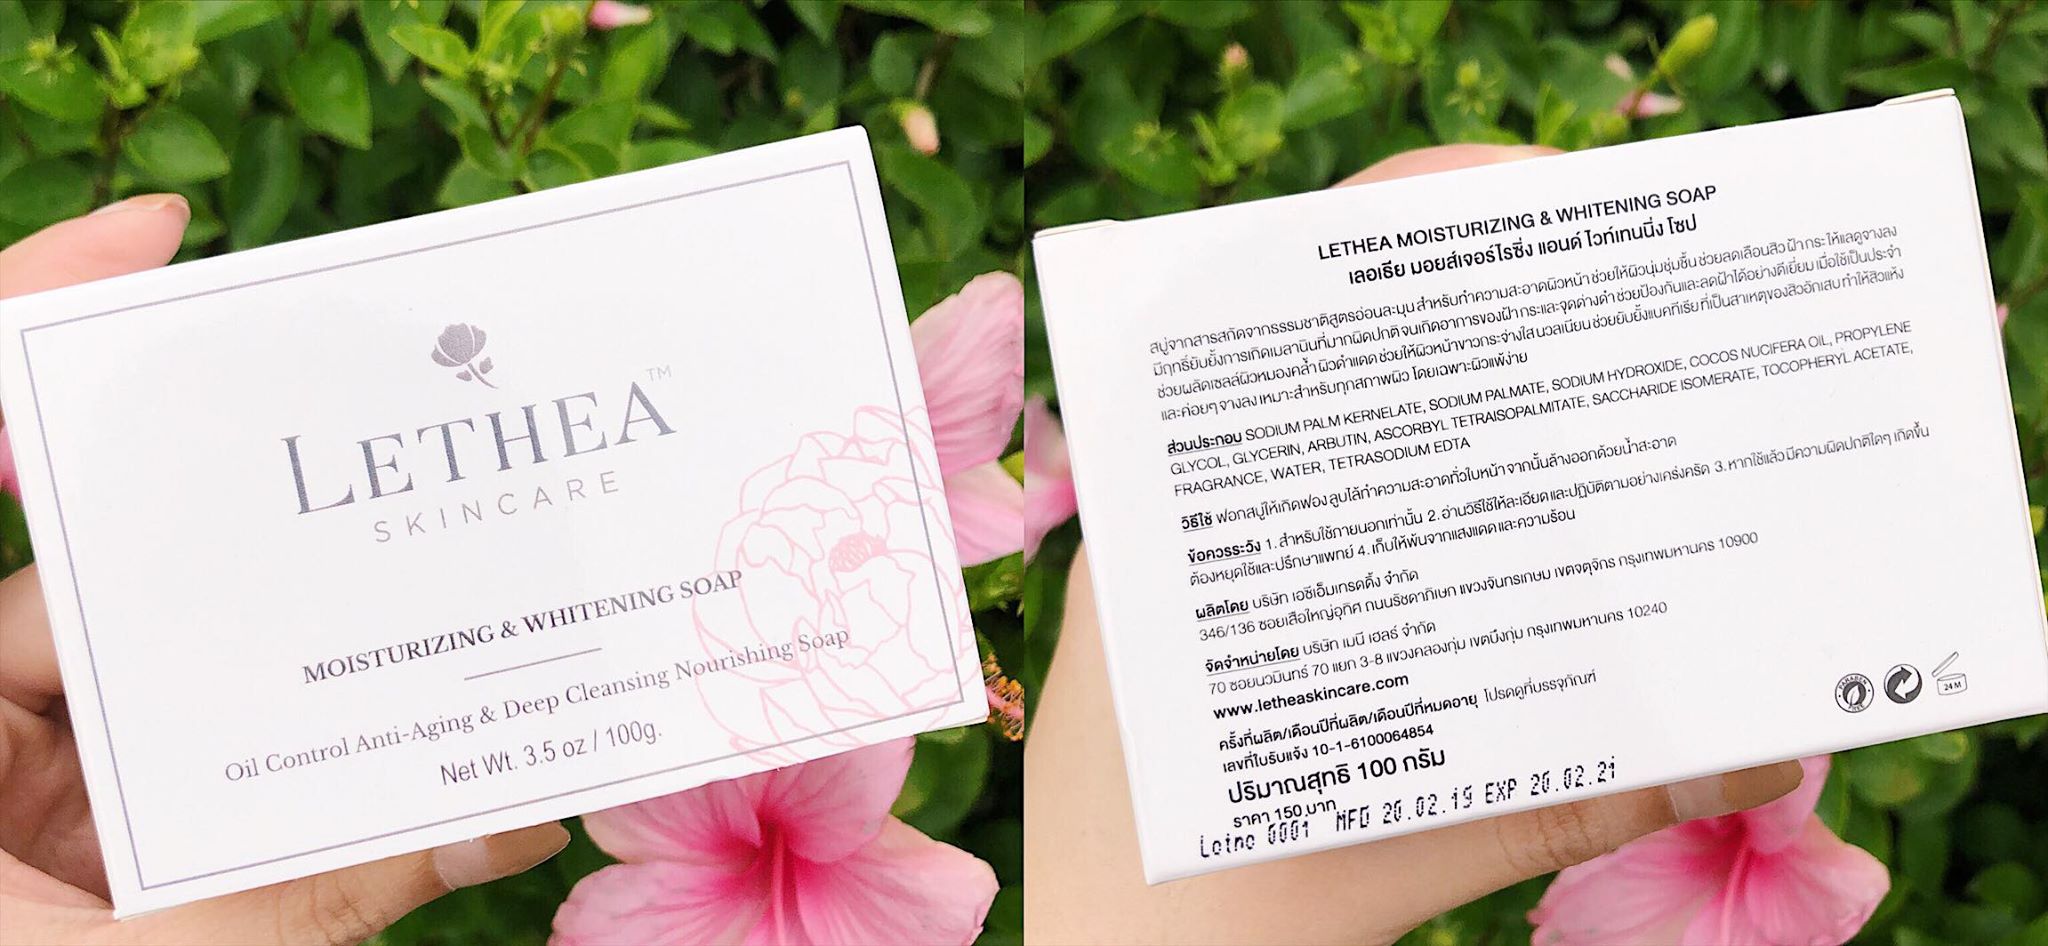 LETHEA™
SKINCARE
MOISTURIZING & WHITENING SOAP
Oil Control Anti-Aging & Deep Cleansing Nourishing Soap
Net Wt. 3.5 oz / 100g.
LETHEA MOISTURIZING & WHITENING SOAP
เลอเธีย มอยส์เจอร์ไรซิ่ง แอนด์ ไวท์เทนนิ่ง โซป
สบู่จากสารสกัดจากธรรมชาติสูตรอ่อนละมุน สำหรับทำความสะอาดผิวหน้า ช่วยให้ผิวนุ่มชุ่มชื้น ช่วยลดเลือนสิว ฝ้า กระ ให้แลดูจางลง
มีฤทธิ์ยับยั้งการเกิดเมลานินที่มากผิดปกติ จนเกิดอาการของฝ้า กระ และจุดด่างดำ ช่วยป้องกันและลดฝ้าได้อย่างดีเยี่ยม เมื่อใช้เป็นประจำ
ช่วยผลัดเซลล์ผิวหมองคล้ำ ผิวดำแดด ช่วยให้ผิวหน้าขาวกระจ่างใส นวลเนียน ช่วยยับยั้งแบคทีเรีย ที่เป็นสาเหตุของสิวอักเสบ ทำให้สิวแห้ง
และค่อยๆ จางลง เหมาะสำหรับทุกสภาพผิว โดยเฉพาะผิวแพ้ง่าย
ส่วนประกอบ SODIUM PALM KERNELATE, SODIUM PALMATE, SODIUM HYDROXIDE, COCOS NUCIFERA OIL, PROPYLENE
GLYCOL, GLYCERIN, ARBUTIN, ASCORBYL TETRAISOPALMITATE, SACCHARIDE ISOMERATE, TOCOPHERYL ACETATE,
FRAGRANCE, WATER, TETRASODIUM EDTA
วิธีใช้ ฟอกสบู่ให้เกิดฟอง ลูบไล้ทำความสะอาดทั่วใบหน้า จากนั้นล้างออกด้วยน้ำสะอาด
ข้อควรระวัง 1. สำหรับใช้ภายนอกเท่านั้น 2. อ่านวิธีใช้ให้ละเอียด และปฏิบัติตามอย่างเคร่งครัด 3. หากใช้แล้ว มีความผิดปกติใดๆ เกิดขึ้น
ต้องหยุดใช้และปรึกษาแพทย์ 4. เก็บให้พ้นจากแสงแดด และความร้อน
ผลิตโดย บริษัท เอซีเอ็มเทรดดิ้ง จำกัด
346/136 ซอยเสือใหญ่อุทิศ ถนนรัชดาภิเษก แขวงจันทรเกษม เขตจตุจักร กรุงเทพมหานคร 10900
จัดจำหน่ายโดย บริษัท เมนี เฮลธ์ จำกัด
70 ซอยนวมินทร์ 70 แยก 3-8 แขวงคลองกุ่ม เขตบึงกุ่ม กรุงเทพมหานคร 10240
www.letheaskincare.com
ครั้งที่ผลิต/เดือนปีที่ผลิต/เดือนปีที่หมดอายุ โปรดดูที่บรรจุภัณฑ์
เลขที่ใบรับแจ้ง 10-1-6100064854
ปริมาณสุทธิ 100 กรัม
ราคา 150 บาท
Lotno 0001 MFD 20.02.19 EXP 20.02.21
PARABEN FREE
24 M